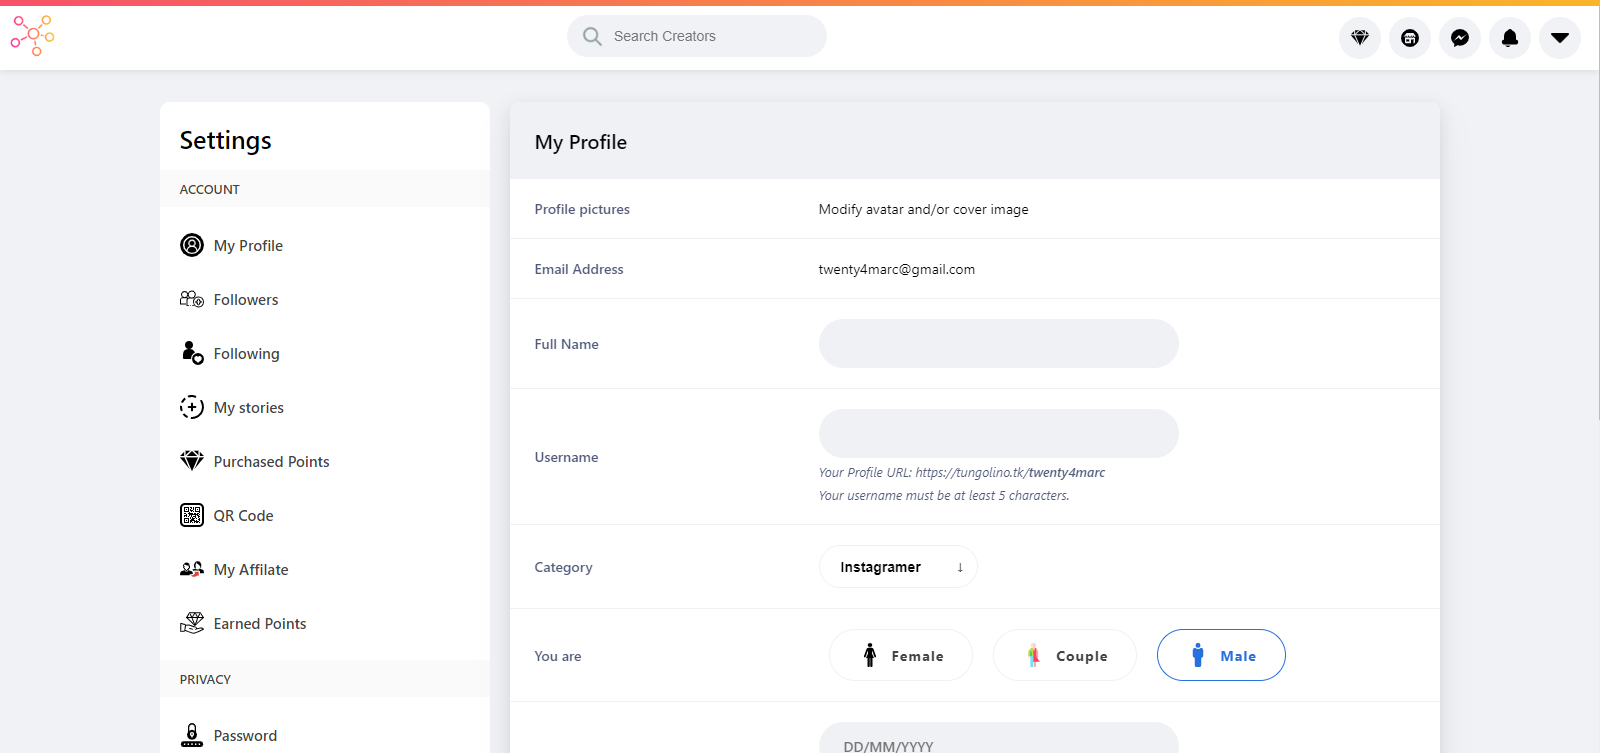 Search Creators
Settings
ACCOUNT
My Profile
Followers
Following
My stories
Purchased Points
QR Code
My Affilate
Earned Points
PRIVACY
Password
My Profile
Profile pictures
Modify avatar and/or cover image
Email Address
twenty4marc@gmail.com
Full Name
Username
Your Profile URL: https://tungolino.tk/twenty4marc
Your username must be at least 5 characters.
Category
Instagramer ↓
You are
Female
Couple
Male
DD/MM/YYYY